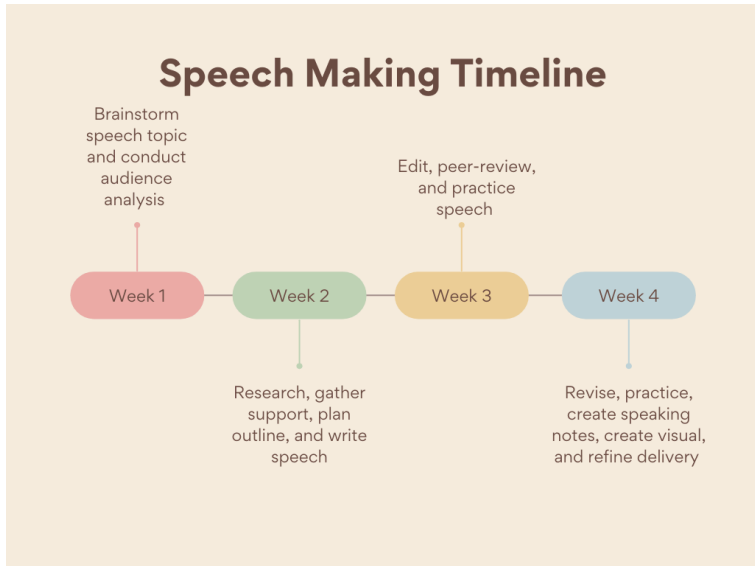 Speech Making Timeline
Brainstorm
speech topic
and conduct
audience
analysis
Edit, peer-review,
and practice
speech
Week 1
Week 2
Week 3
Week 4
Research, gather
support, plan
outline, and write
speech
Revise, practice,
create speaking
notes, create visual,
and refine delivery